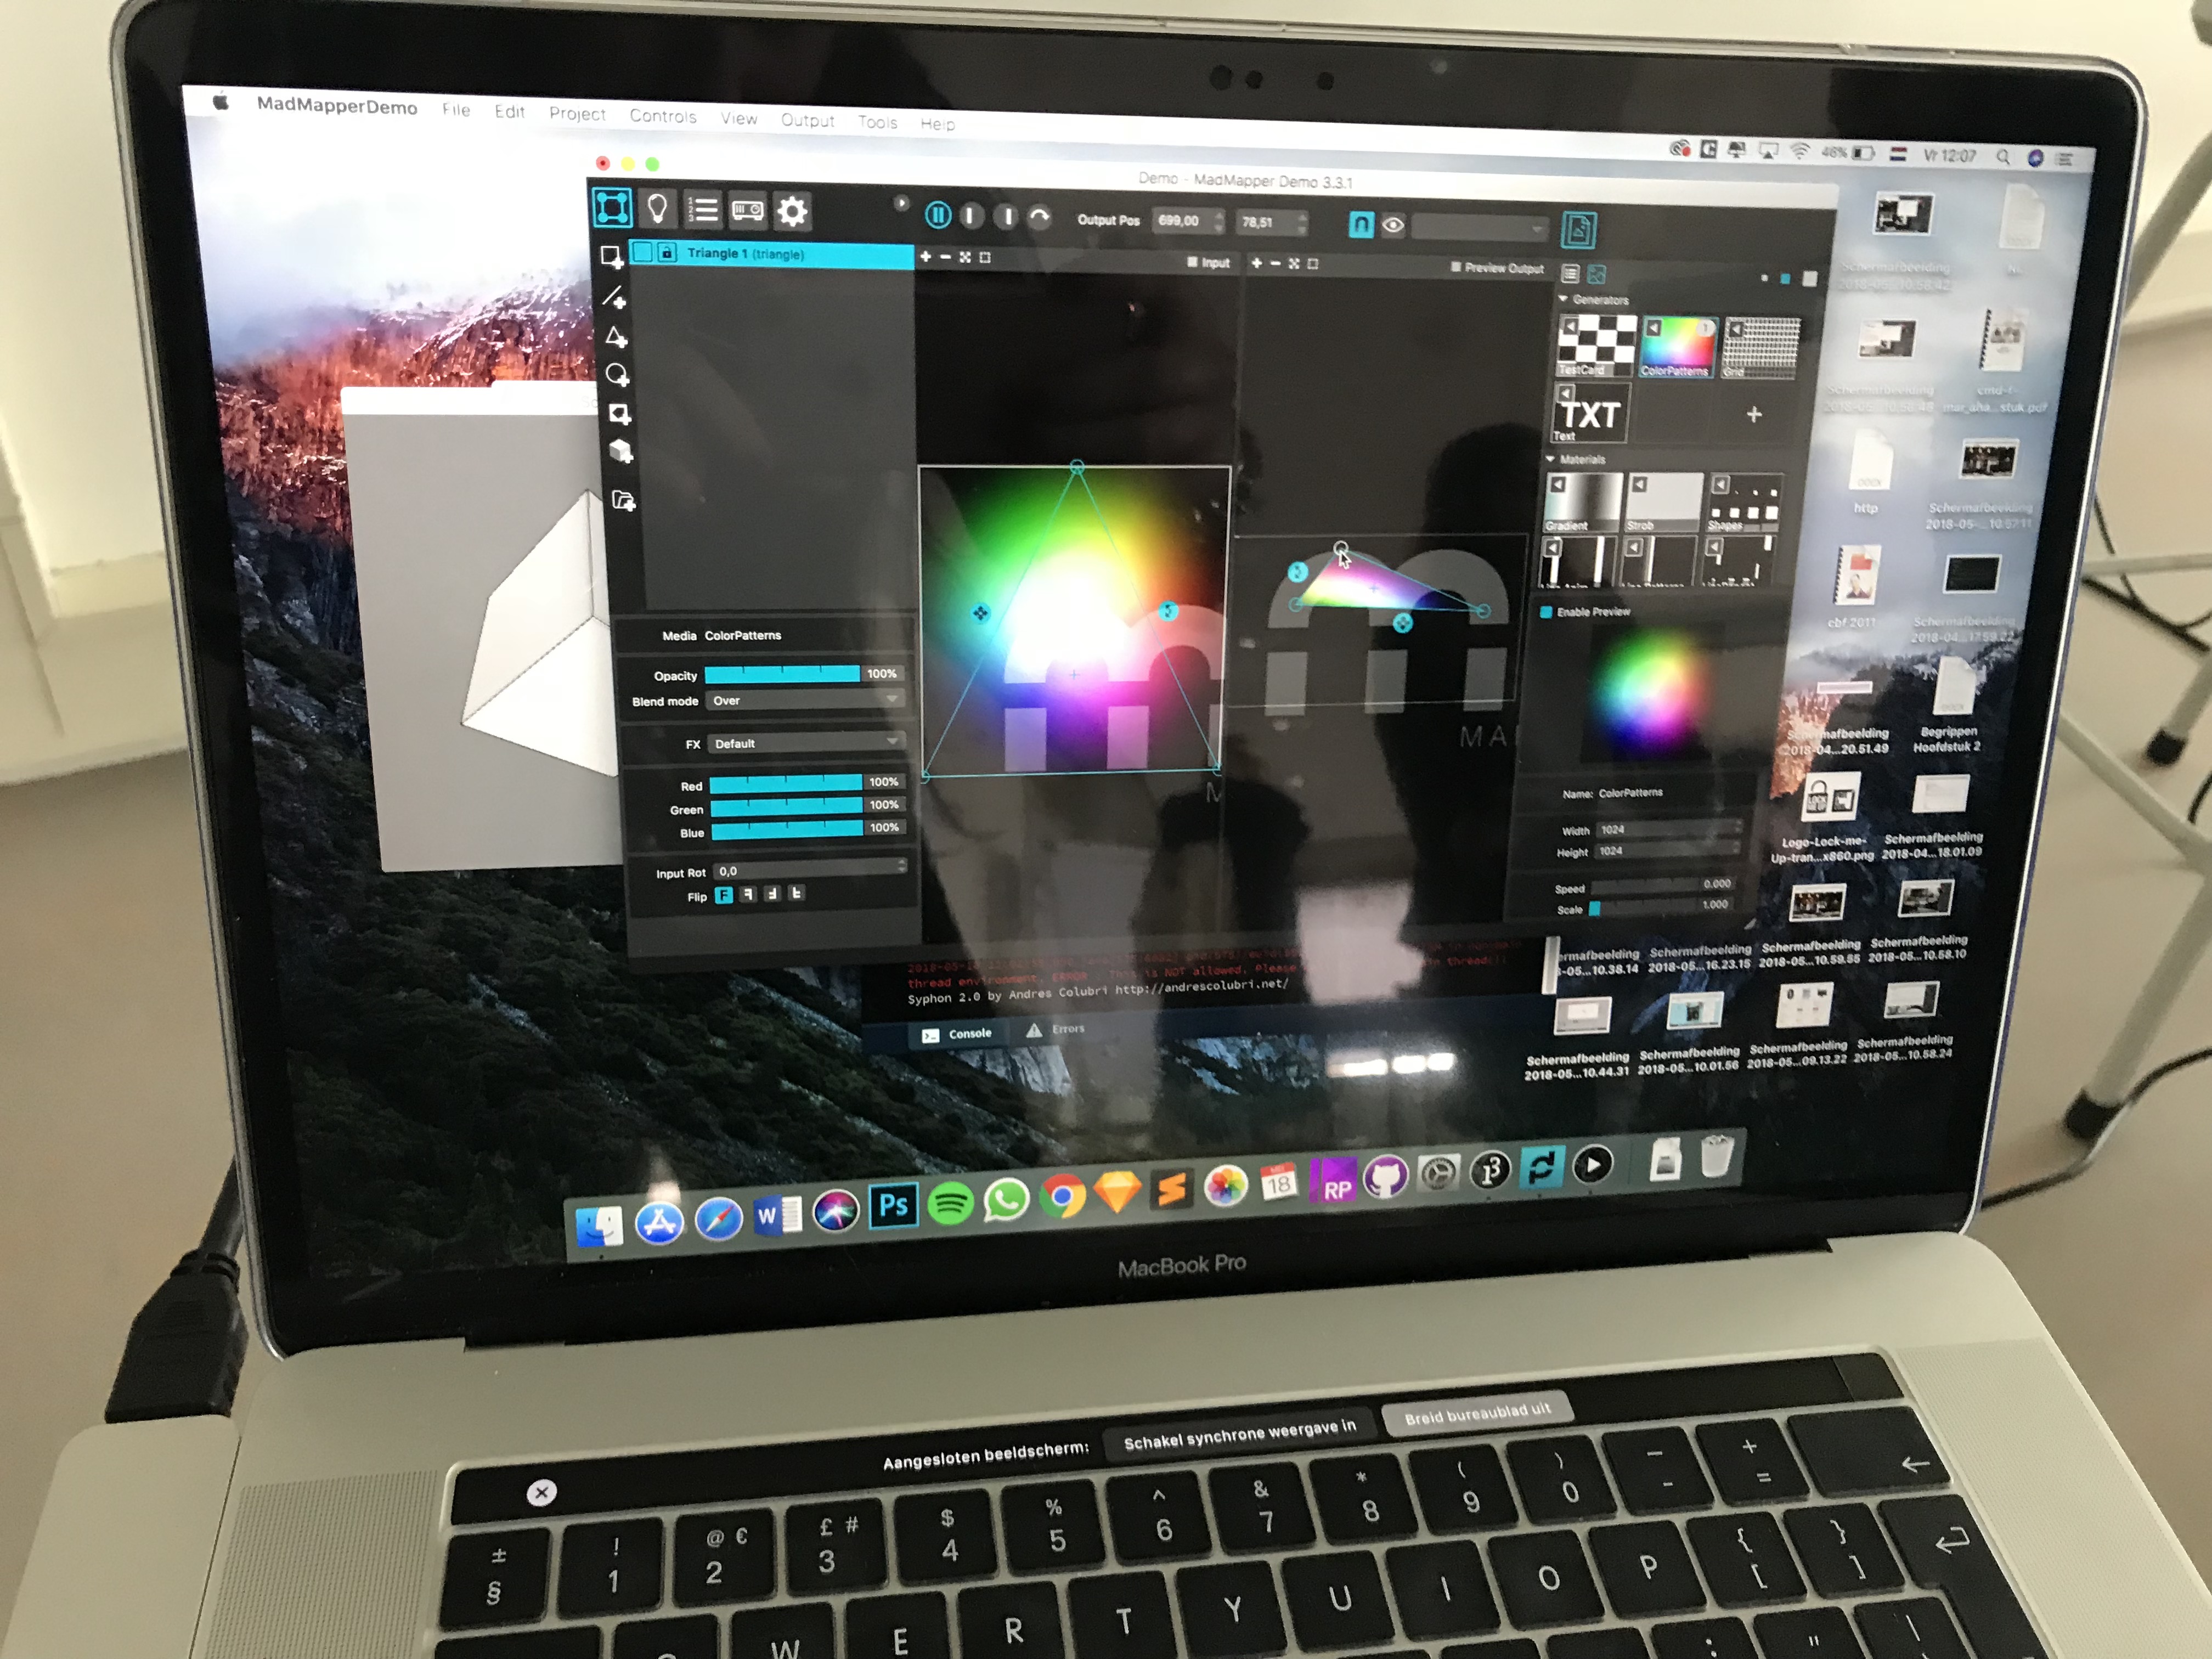 MadMapperDemo File Edit Project Controls View Output Tools Help
46% Vr 12:07
Demo - MadMapper Demo 3.3.1
Output Pos 699,00 78,51
Triangle 1 (triangle)
Input
Preview Output
Generators
TestCard ColorPatterns Grid
TXT
Text
Materials
Gradient Strob Shapes
Enable Preview
Name: ColorPatterns
Width 1024
Height 1024
Speed 0.000
Scale 1.000
Media ColorPatterns
Opacity 100%
Blend mode Over
FX Default
Red 100%
Green 100%
Blue 100%
Input Rot 0,0
Flip F
M
MA
thread environment. ERROR This is NOT allowed. Please
Syphon 2.0 by Andres Colubri http://andrescolubri.net/
Console Errors
Schermafbeelding
2018-05...10.58.42
http
Schermafbeelding
2018-05-...10.57.11
cbf 2011
Schermafbeelding
2018-04...17.59.22
Schermafbeelding
2018-04...20.51.49
Begrippen
Hoofdstuk 2
LOCK
Logo-Lock-me-
Up-tran...x860.png
Schermafbeelding
2018-04...18.01.09
10.38.14
Schermafbeelding
2018-05...16.23.15
Schermafbeelding
2018-05...10.59.55
Schermafbeelding
2018-05...10.58.10
Schermafbeelding
2018-05...10.44.31
Schermafbeelding
2018-05...10.01.56
Schermafbeelding
2018-05...09.13.22
Schermafbeelding
2018-05...10.58.24
W Ps 18 RP p3
MacBook Pro
Aangesloten beeldscherm: Schakel synchrone weergave in Breid bureaublad uit
± ! @ € £ # $ % ^ & * ( ) — +
§ 1 2 3 4 5 6 7 8 9 0 - =
W E R T Y U I O P { [ } ]
: " |